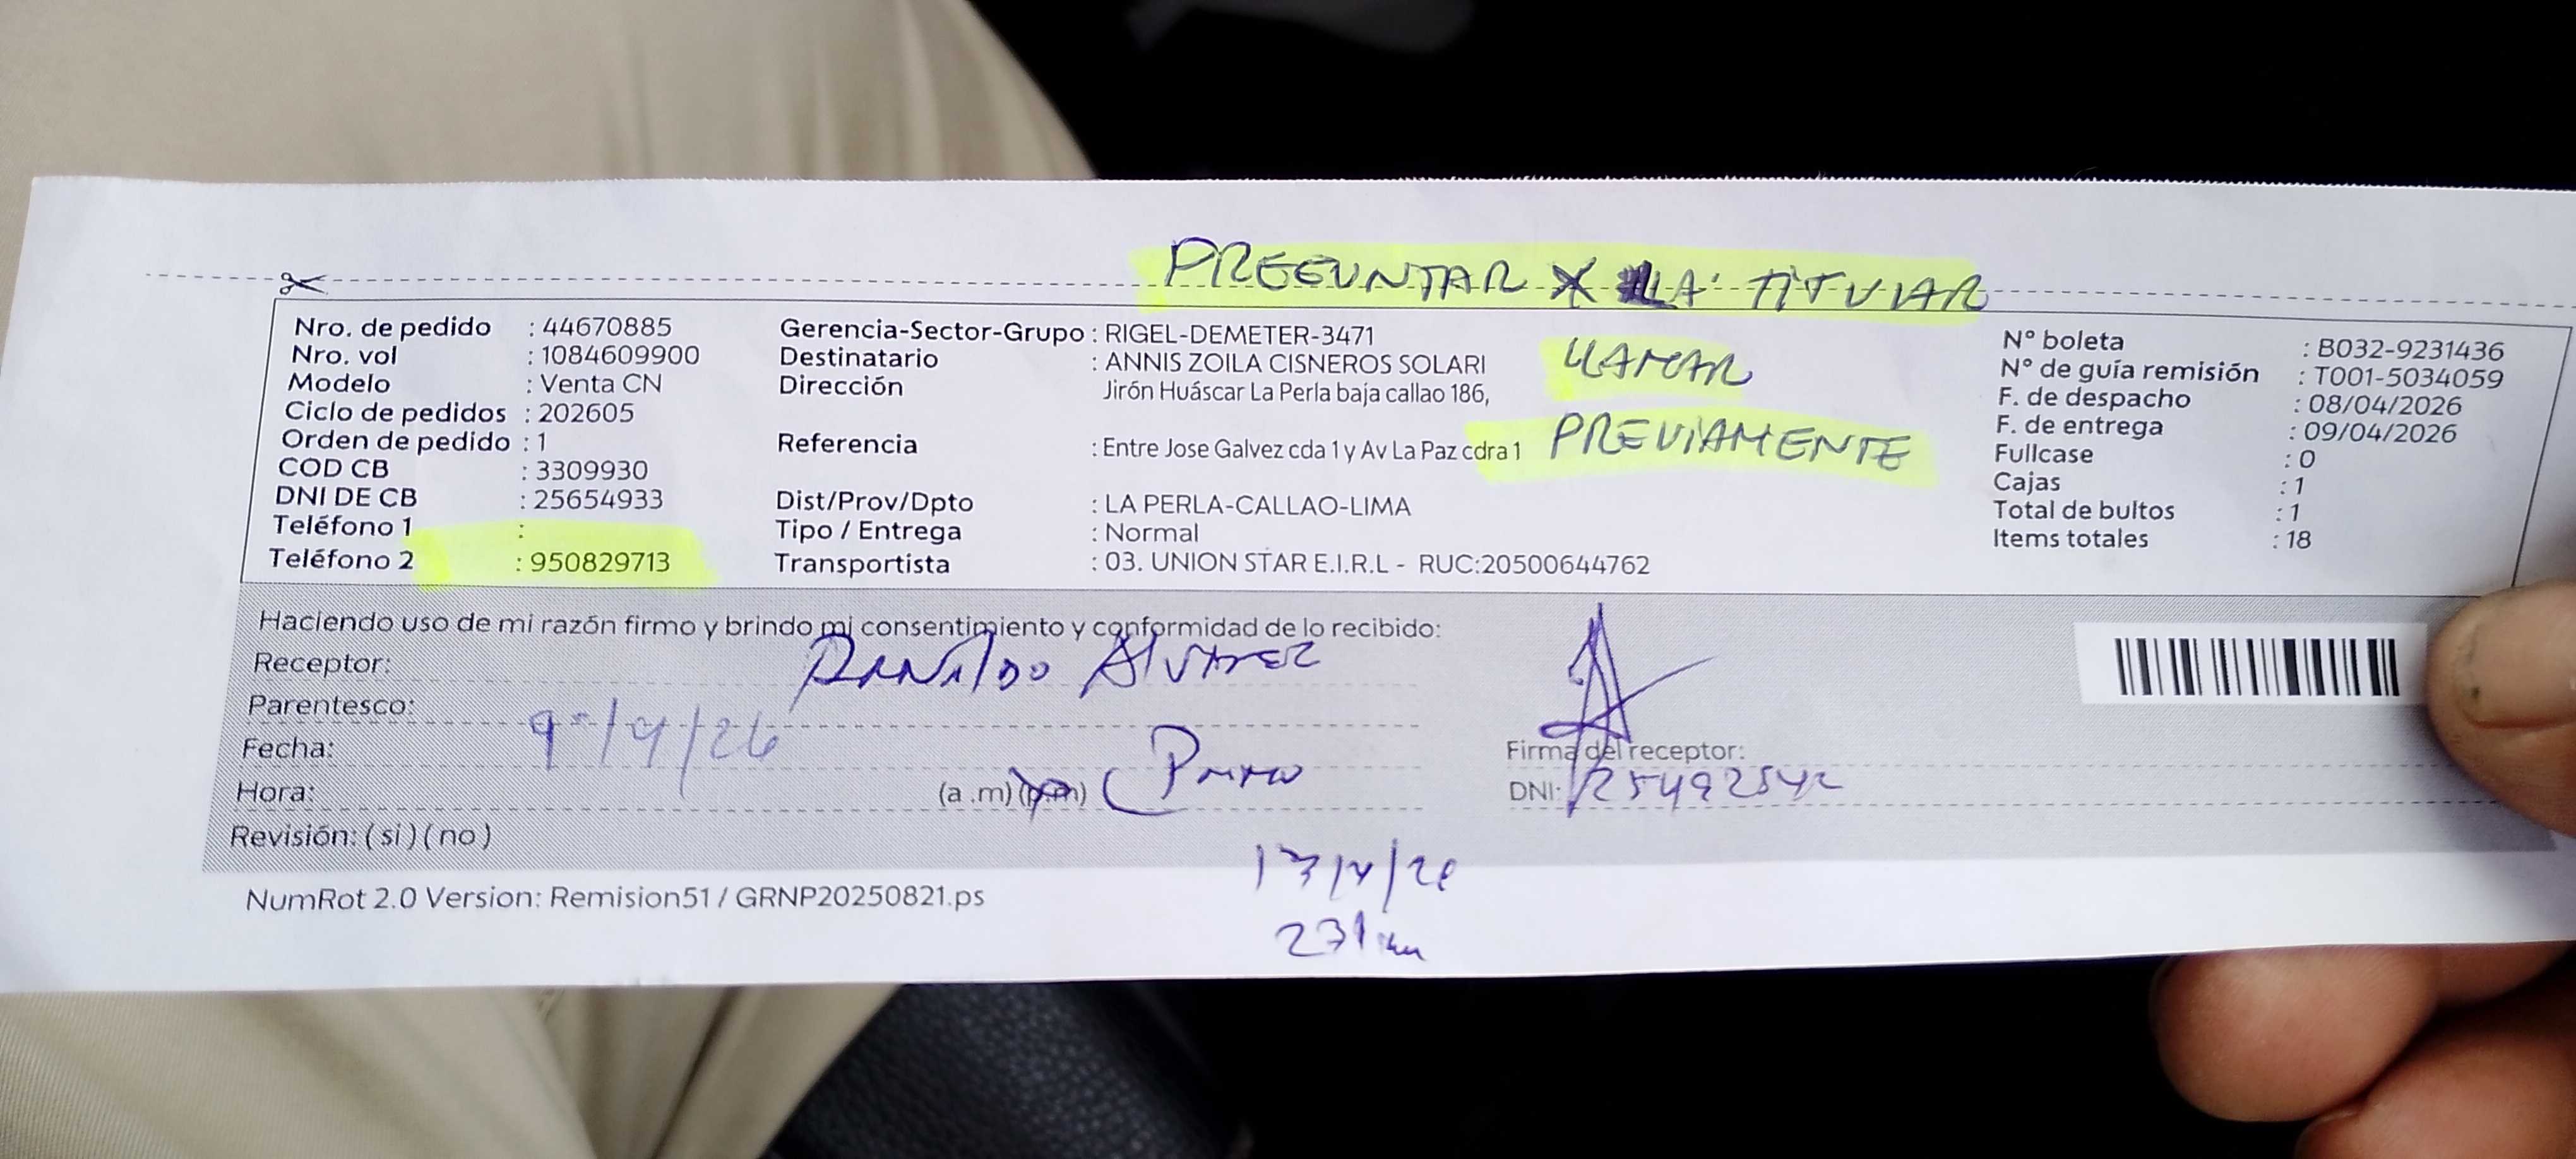 PREGUNTAR X LA TITULAR
Nro. de pedido : 44670885
Nro. vol : 1084609900
Modelo : Venta CN
Ciclo de pedidos : 202605
Orden de pedido : 1
COD CB : 3309930
DNI DE CB : 25654933
Teléfono 1 :
Teléfono 2 : 950829713
Gerencia-Sector-Grupo : RIGEL-DEMETER-3471
Destinatario : ANNIS ZOILA CISNEROS SOLARI
Dirección Jirón Huáscar La Perla baja callao 186,
Referencia : Entre Jose Galvez cda 1 y Av La Paz cdra 1
Dist/Prov/Dpto : LA PERLA-CALLAO-LIMA
Tipo / Entrega : Normal
Transportista : 03. UNION STAR E.I.R.L - RUC:20500644762
LLAMAR
PREVIAMENTE
N° boleta : B032-9231436
N° de guía remisión : T001-5034059
F. de despacho : 08/04/2026
F. de entrega : 09/04/2026
Fullcase : 0
Cajas : 1
Total de bultos : 1
Items totales : 18
Haciendo uso de mi razón firmo y brindo mi consentimiento y conformidad de lo recibido:
Receptor: Alvarez
Parentesco:
Fecha: 9/4/26
Hora: (a .m) (p.m)
Revisión: ( si ) ( no )
Firma del receptor:
DNI: 25492542
NumRot 2.0 Version: Remision51 / GRNP20250821.ps